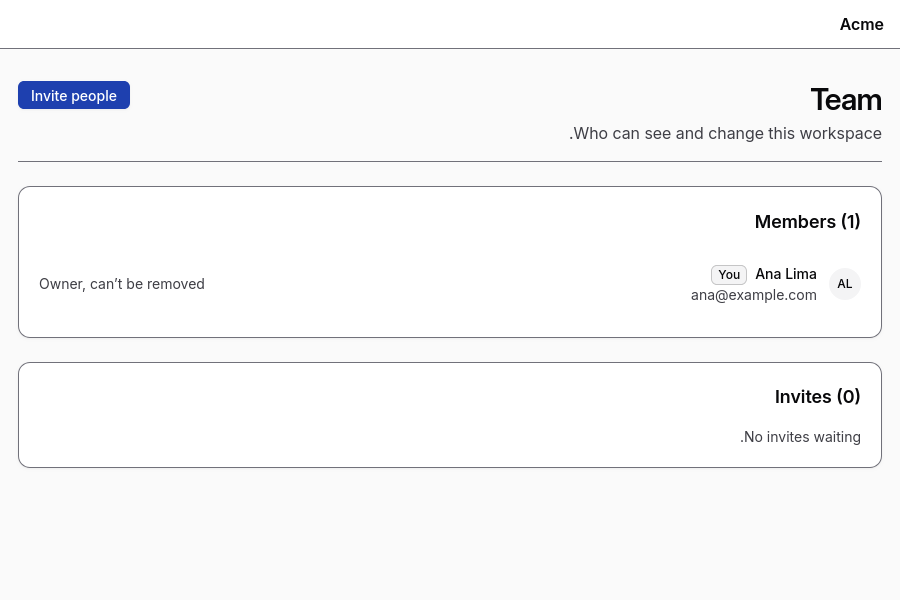 Acme
Team
Invite people
.Who can see and change this workspace
Members (1)
AL
Ana Lima
You
ana@example.com
Owner, can’t be removed
Invites (0)
.No invites waiting